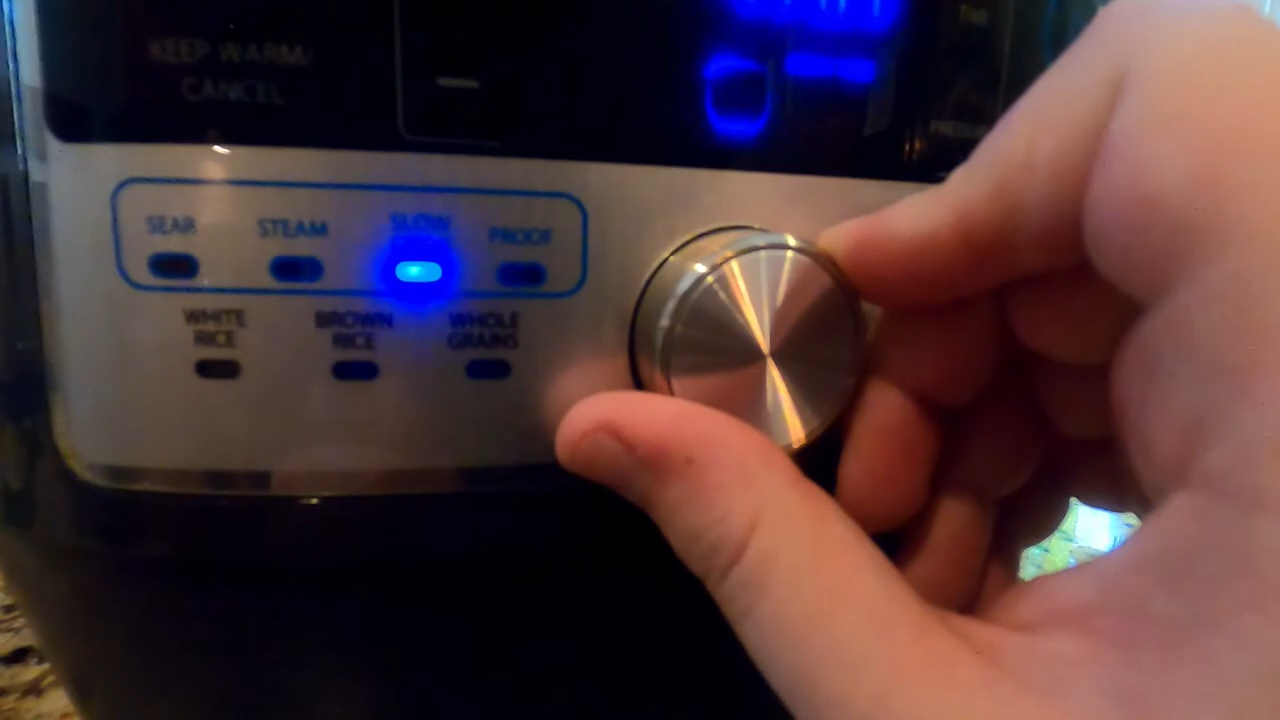 KEEP WARM/
CANCEL
SEAR STEAM SLOW PROOF
WHITE BROWN WHOLE
RICE RICE GRAINS